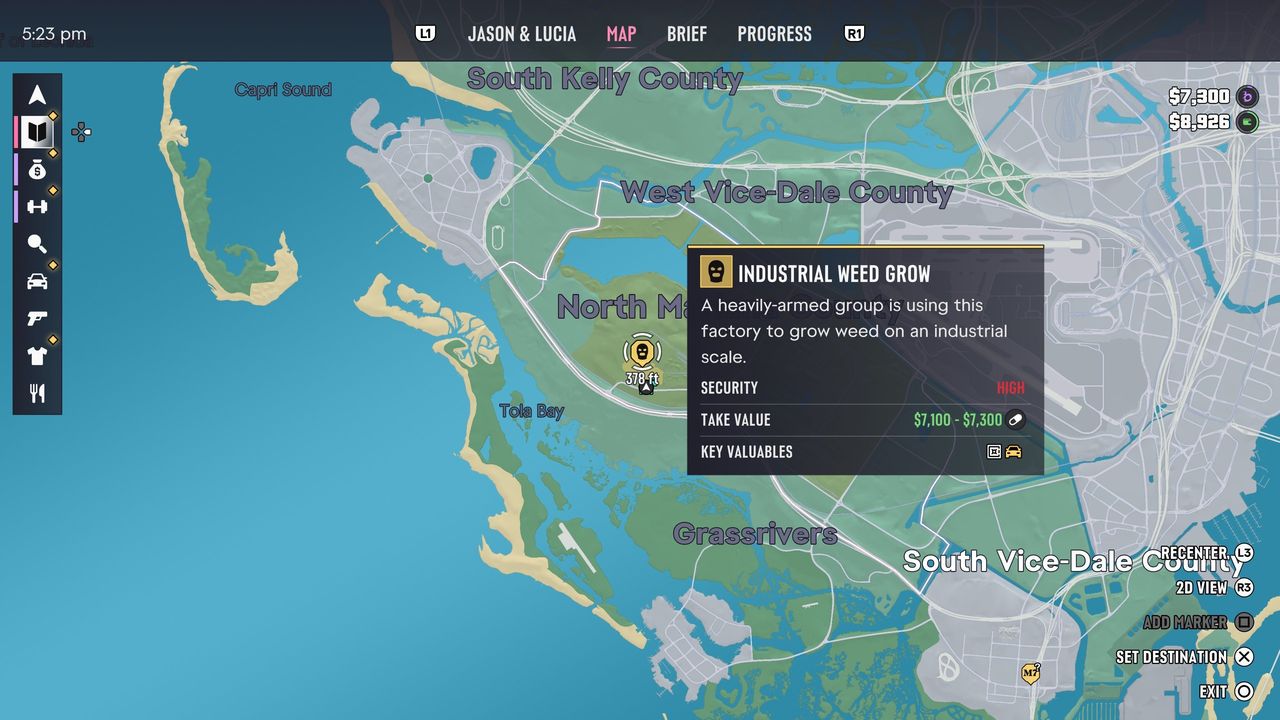 5:23 pm
L1 JASON & LUCIA MAP BRIEF PROGRESS R1
South Kelly County
Capri Sound
$7,300
$8,926
West Vice-Dale County
INDUSTRIAL WEED GROW
A heavily-armed group is using this
factory to grow weed on an industrial
scale.
SECURITY HIGH
TAKE VALUE $7,100 - $7,300
KEY VALUABLES
North Ma
378 ft
Tola Bay
Grassrivers
South Vice-Dale County
RECENTER L3
2D VIEW R3
ADD MARKER
SET DESTINATION
EXIT